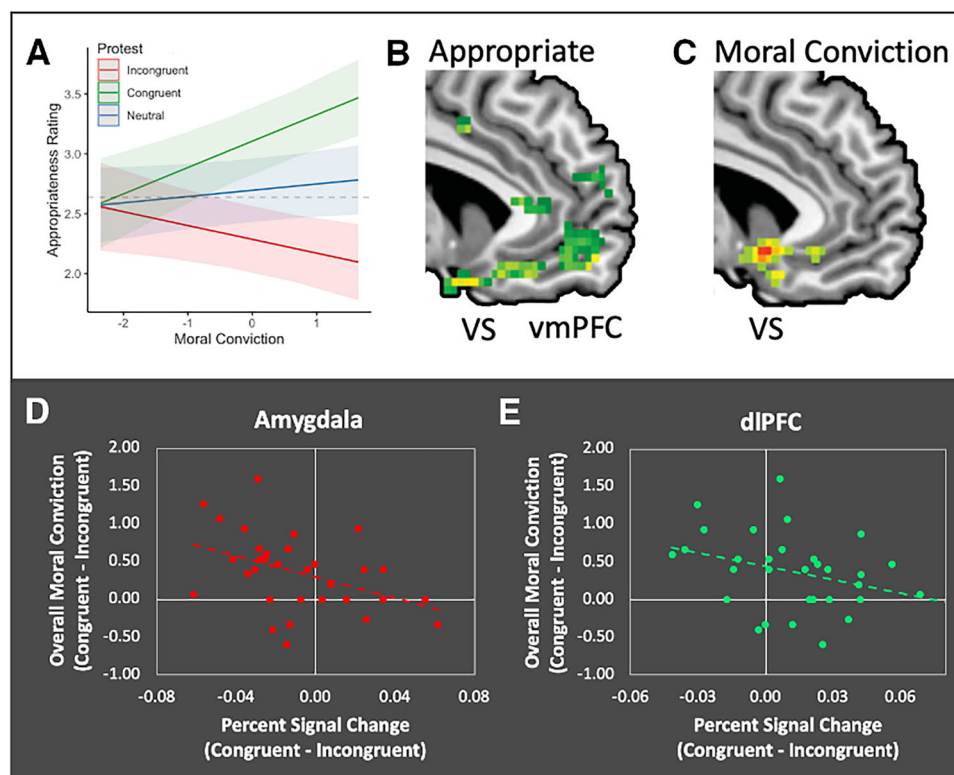 A
Protest
Incongruent
Congruent
Neutral
Appropriateness Rating
3.5
3.0
2.5
2.0
-2
-1
0
1
Moral Conviction
B
Appropriate
VS
vmPFC
C
Moral Conviction
VS
D
Amygdala
Overall Moral Conviction
(Congruent - Incongruent)
2.00
1.50
1.00
0.50
0.00
-0.50
-1.00
-0.08
-0.04
0.00
0.04
0.08
Percent Signal Change
(Congruent - Incongruent)
E
dlPFC
Overall Moral Conviction
(Congruent - Incongruent)
2.00
1.50
1.00
0.50
0.00
-0.50
-1.00
-0.06
-0.03
0.00
0.03
0.06
Percent Signal Change
(Congruent - Incongruent)